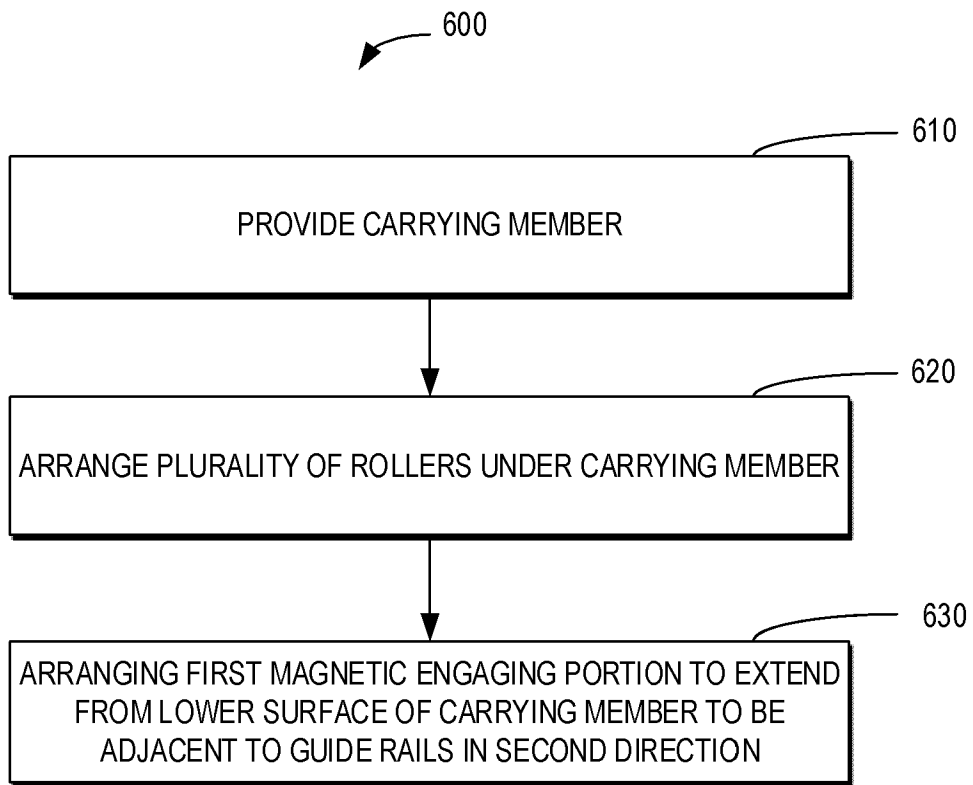 600
610
PROVIDE CARRYING MEMBER
620
ARRANGE PLURALITY OF ROLLERS UNDER CARRYING MEMBER
630
ARRANGING FIRST MAGNETIC ENGAGING PORTION TO EXTEND
FROM LOWER SURFACE OF CARRYING MEMBER TO BE
ADJACENT TO GUIDE RAILS IN SECOND DIRECTION